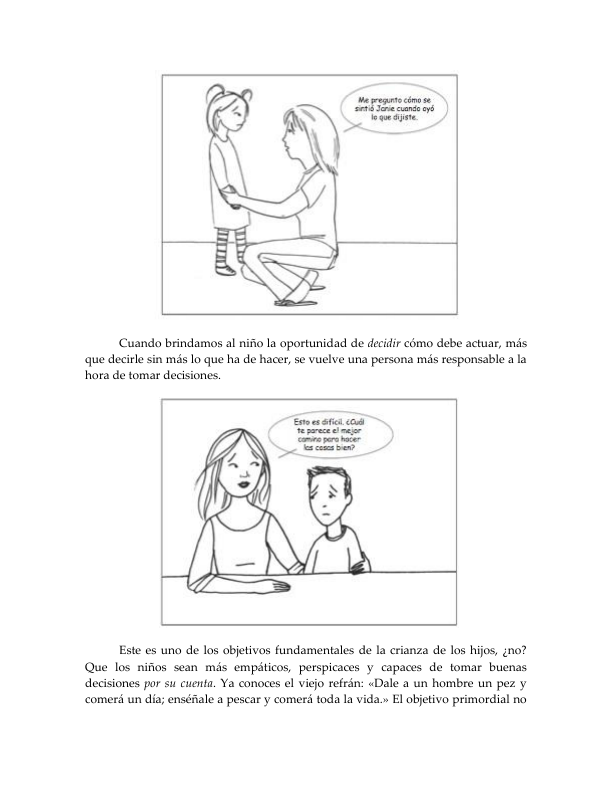 Me pregunto cómo se
sintió Janie cuando oyó
lo que dijiste.
Cuando brindamos al niño la oportunidad de decidir cómo debe actuar, más
que decirle sin más lo que ha de hacer, se vuelve una persona más responsable a la
hora de tomar decisiones.
Esto es difícil. ¿Cuál
te parece el mejor
camino para hacer
las cosas bien?
Este es uno de los objetivos fundamentales de la crianza de los hijos, ¿no?
Que los niños sean más empáticos, perspicaces y capaces de tomar buenas
decisiones por su cuenta. Ya conoces el viejo refrán: «Dale a un hombre un pez y
comerá un día; enséñale a pescar y comerá toda la vida.» El objetivo primordial no